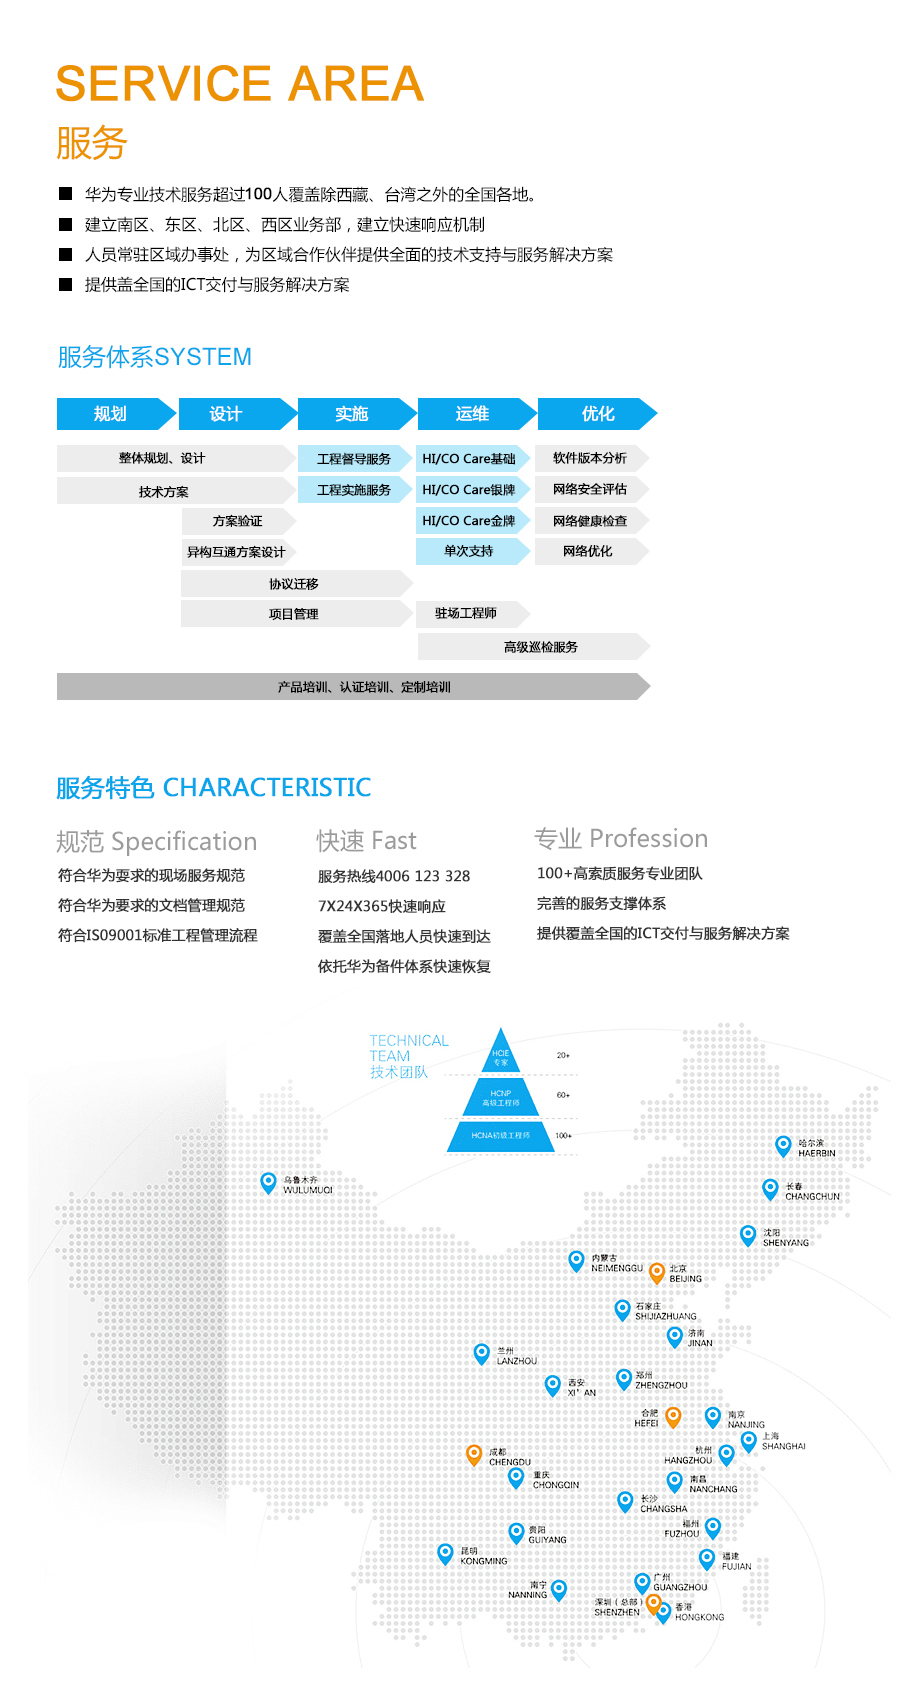 SERVICE AREA
服务
华为专业技术服务超过100人覆盖除西藏、台湾之外的全国各地。
建立南区、东区、北区、西区业务部，建立快速响应机制
人员常驻区域办事处，为区域合作伙伴提供全面的技术支持与服务解决方案
提供盖全国的ICT交付与服务解决方案
服务体系SYSTEM
规划
设计
实施
运维
优化
整体规划、设计
工程督导服务
HI/CO Care基础
软件版本分析
技术方案
工程实施服务
HI/CO Care银牌
网络安全评估
方案验证
HI/CO Care金牌
网络健康检查
异构互通方案设计
单次支持
网络优化
协议迁移
项目管理
驻场工程师
高级巡检服务
产品培训、认证培训、定制培训
服务特色 CHARACTERISTIC
规范 Specification
符合华为要求的现场服务规范
符合华为要求的文档管理规范
符合IS09001标准工程管理流程
快速 Fast
服务热线4006 123 328
7X24X365快速响应
覆盖全国落地人员快速到达
依托华为备件体系快速恢复
专业 Profession
100+高素质服务专业团队
完善的服务支撑体系
提供覆盖全国的ICT交付与服务解决方案
TECHNICAL
TEAM
技术团队
HCIE
专家
20+
HCNP
高级工程师
60+
HCNA初级工程师
100+
哈尔滨
HAERBIN
乌鲁木齐
WULUMUQI
长春
CHANGCHUN
沈阳
SHENYANG
内蒙古
NEIMENGGU
北京
BEIJING
石家庄
SHIJIAZHUANG
济南
JINAN
兰州
LANZHOU
西安
XI'AN
郑州
ZHENGZHOU
合肥
HEFEI
南京
NANJING
上海
SHANGHAI
杭州
HANGZHOU
成都
CHENGDU
重庆
CHONGQIN
南昌
NANCHANG
长沙
CHANGSHA
福州
FUZHOU
贵阳
GUIYANG
昆明
KONGMING
福建
FUJIAN
南宁
NANNING
广州
GUANGZHOU
深圳（总部）
SHENZHEN
香港
HONGKONG